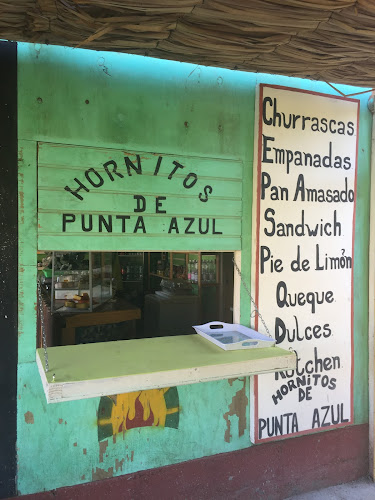 HORNITOS
DE
PUNTA AZUL
Churrascas
Empanadas
Pan Amasado
Sandwich
Pie de Limón
Queque
Dulces
Kutchen
HORNITOS
DE
PUNTA AZUL